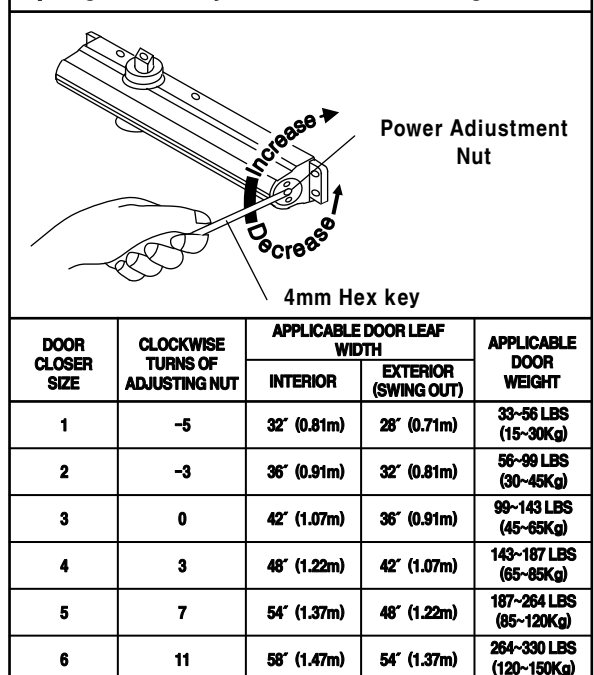 Increase
Power Adiustment
Nut
Decrease
4mm Hex key
DOOR CLOSER SIZE
CLOCKWISE TURNS OF ADJUSTING NUT
APPLICABLE DOOR LEAF WIDTH
INTERIOR
EXTERIOR (SWING OUT)
APPLICABLE DOOR WEIGHT
1 -5 32″ (0.81m) 28″ (0.71m) 33~56 LBS (15~30Kg)
2 -3 36″ (0.91m) 32″ (0.81m) 56~99 LBS (30~45Kg)
3 0 42″ (1.07m) 36″ (0.91m) 99~143 LBS (45~65Kg)
4 3 48″ (1.22m) 42″ (1.07m) 143~187 LBS (65~85Kg)
5 7 54″ (1.37m) 48″ (1.22m) 187~264 LBS (85~120Kg)
6 11 58″ (1.47m) 54″ (1.37m) 264~330 LBS (120~150Kg)